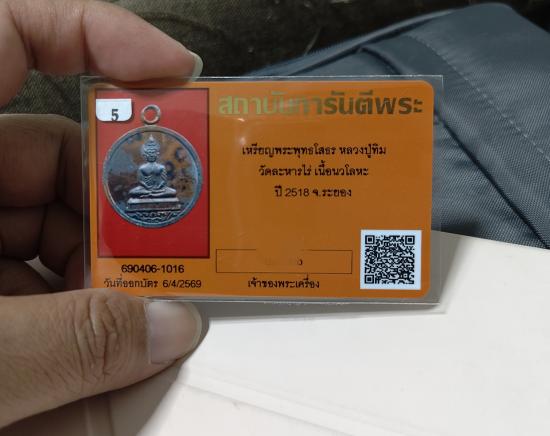 5
สถาบันการันตีพระ
เหรียญพระพุทธโสธร หลวงปู่ทิม
วัดละหารไร่ เนื้อนวโลหะ
ปี 2518 จ.ระยอง
690406-1016
วันที่ออกบัตร 6/4/2569
เจ้าของพระเครื่อง